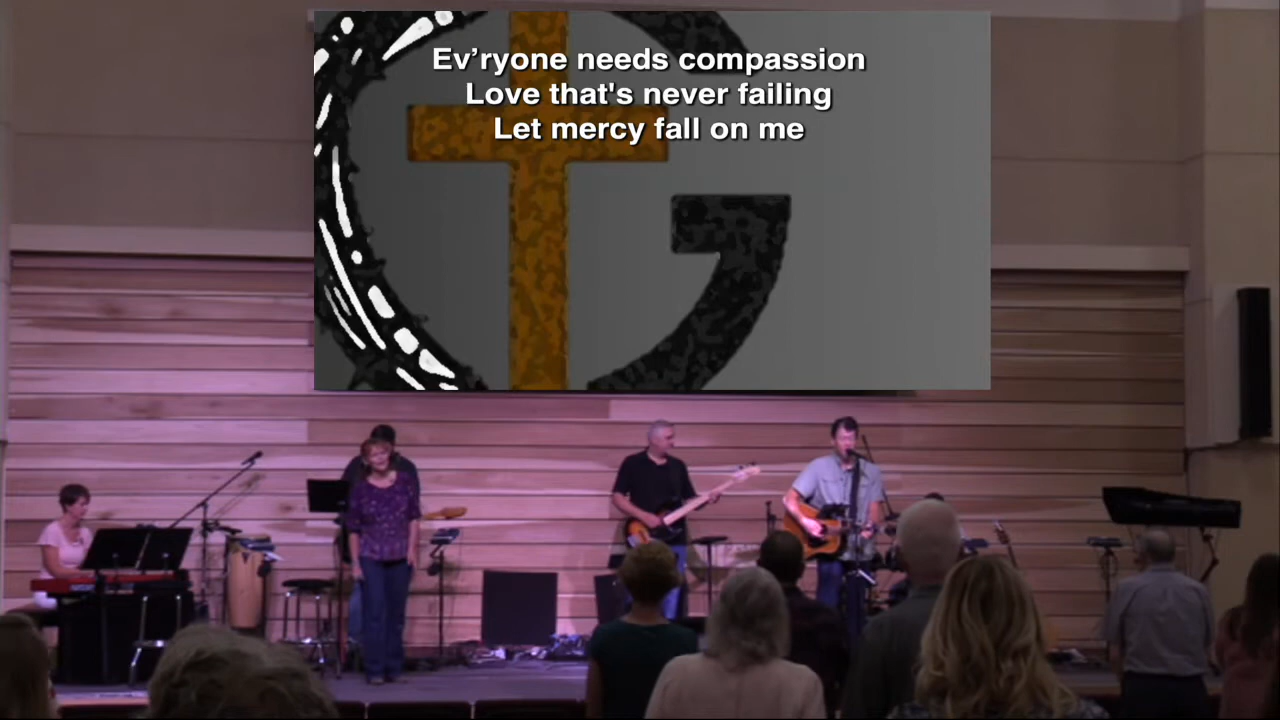 Ev’ryone needs compassion
Love that's never failing
Let mercy fall on me